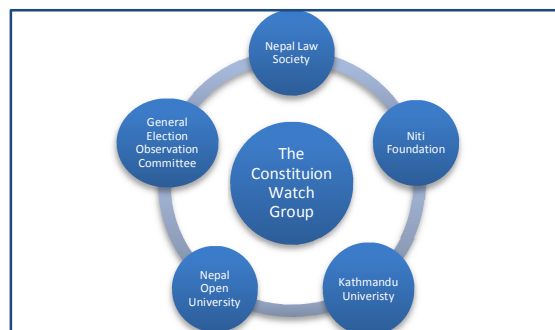 Nepal Law
Society
Niti
Foundation
Kathmandu
Univeristy
Nepal
Open
University
General
Election
Observation
Committee
The
Constituion
Watch
Group